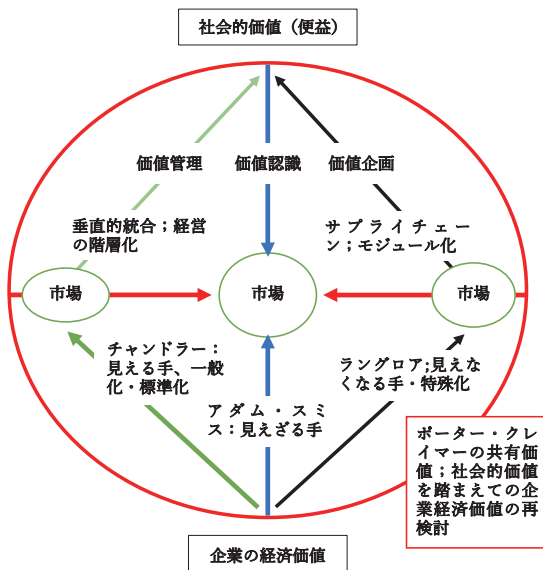 社会的価値（便益）
価値管理
価値認識
価値企画
垂直的統合；経営
の階層化
サプライチェー
ン；モジュール化
市場
市場
市場
チャンドラー：
見える手、一般
化・標準化
ラングロア;見えな
くなる手・特殊化
アダム・スミ
ス：見えざる手
ポーター・クレ
イマーの共有価
値；社会的価値
を踏まえての企
業経済価値の再
検討
企業の経済価値